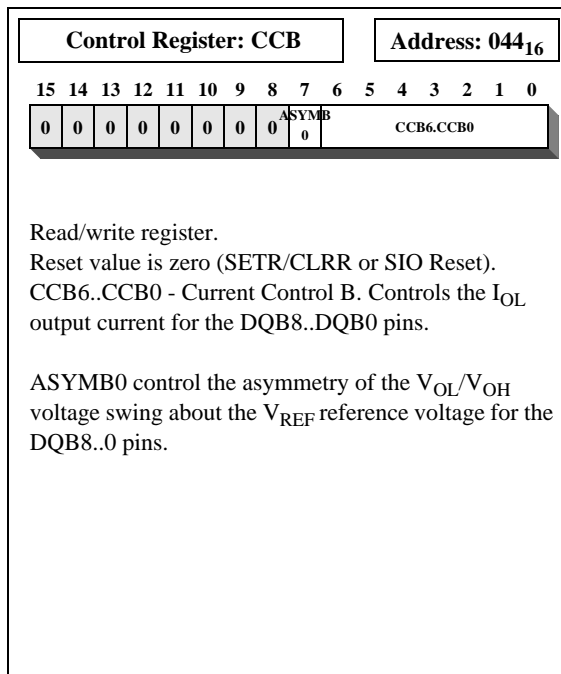 Control Register: CCB
Address: 044₁₆
15 14 13 12 11 10 9 8 7 6 5 4 3 2 1 0
0 0 0 0 0 0 0 0 ASYMB CCB6.CCB0
0
Read/write register.
Reset value is zero (SETR/CLRR or SIO Reset).
CCB6..CCB0 - Current Control B. Controls the I_OL
output current for the DQB8..DQB0 pins.
ASYMB0 control the asymmetry of the V_OL/V_OH
voltage swing about the V_REF reference voltage for the
DQB8..0 pins.